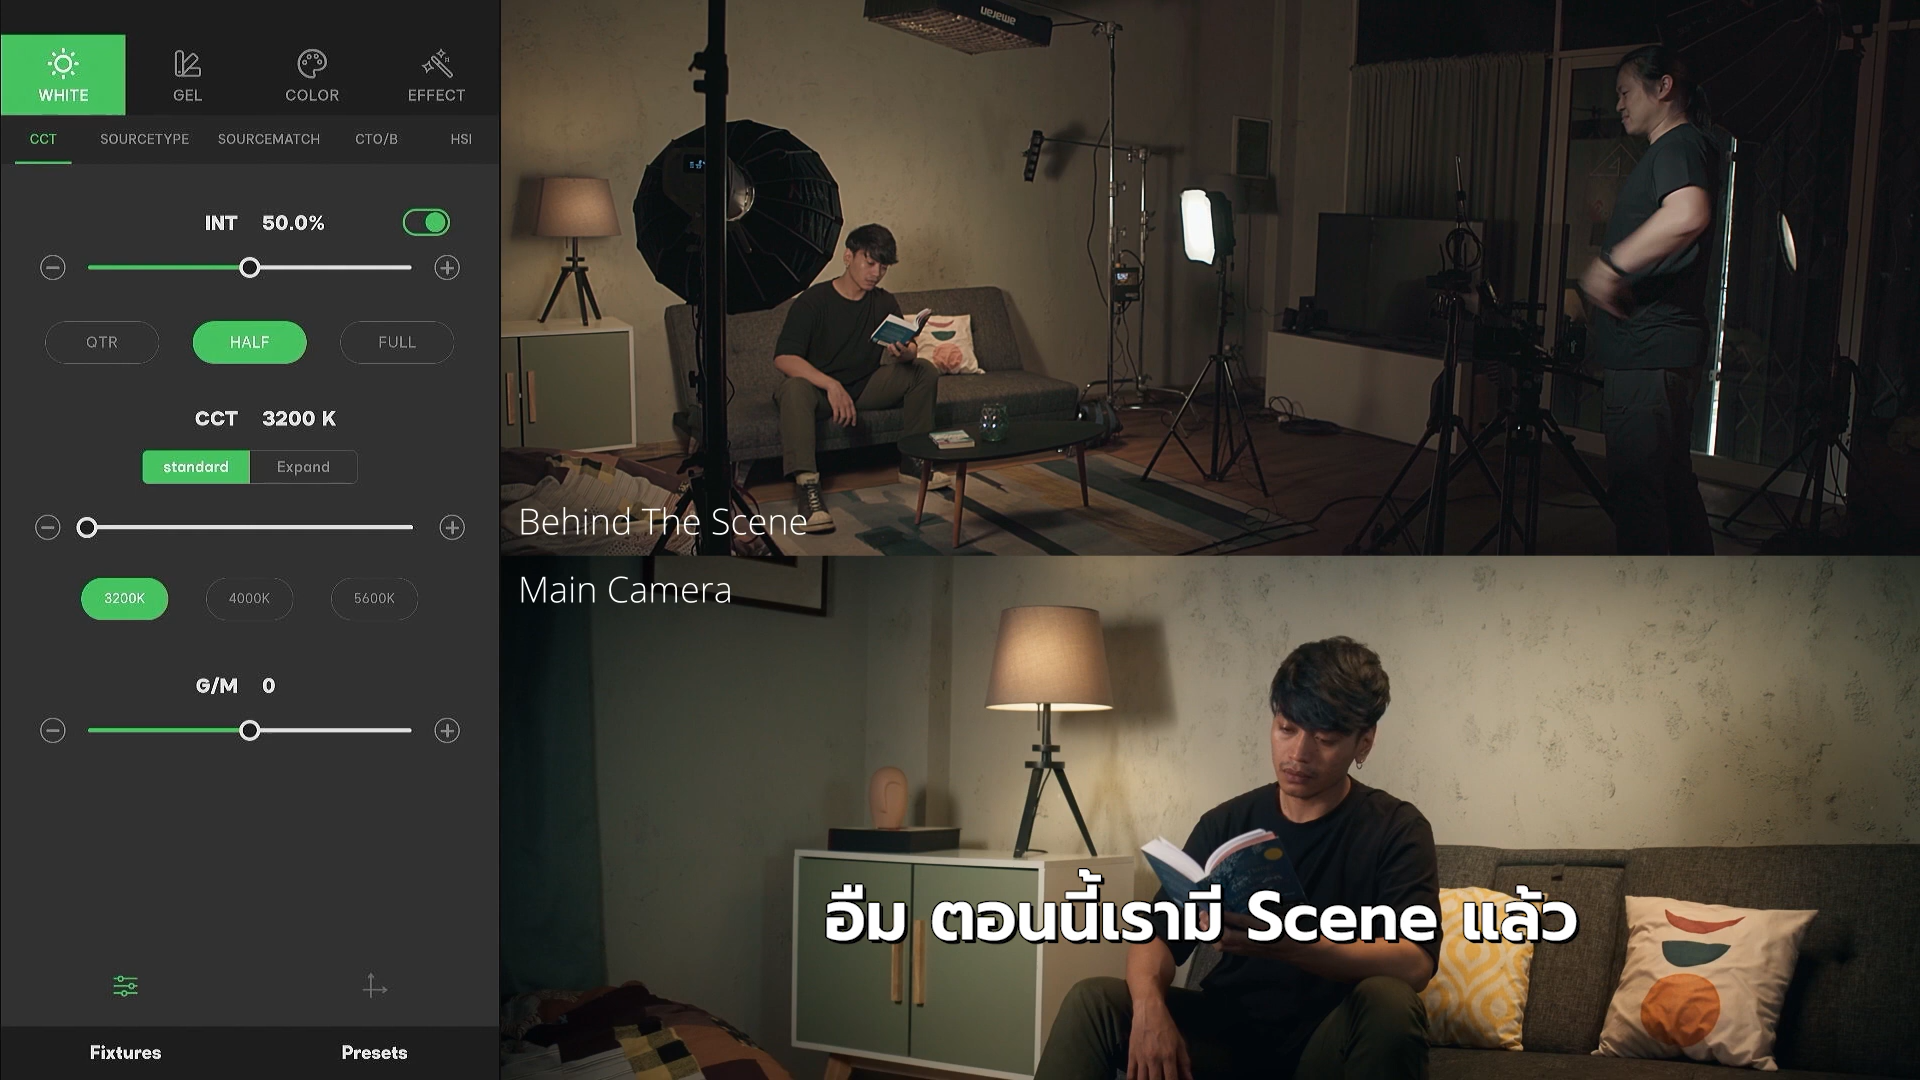 WHITE
GEL
COLOR
EFFECT
CCT
SOURCETYPE
SOURCEMATCH
CTO/B
HSI
INT 50.0%
QTR
HALF
FULL
CCT 3200 K
standard
Expand
3200K
4000K
5600K
G/M 0
Fixtures
Presets
amaran
Behind The Scene
Main Camera
อืม ตอนนี้เรามี Scene แล้ว